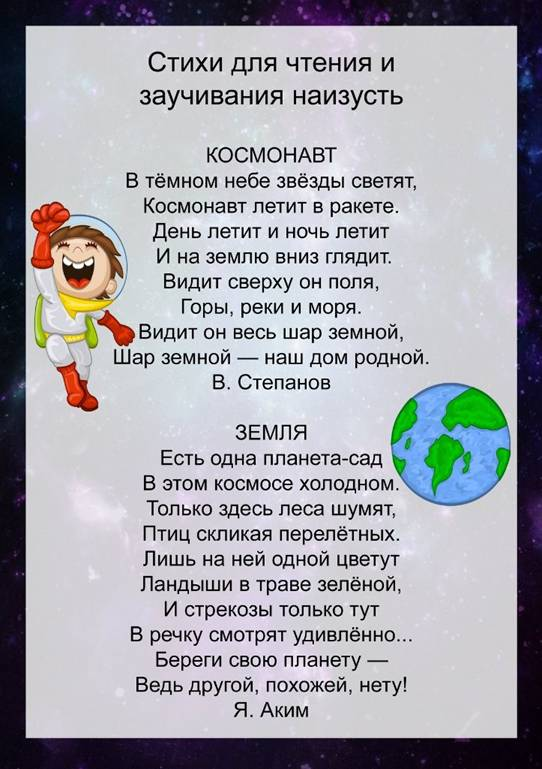 Стихи для чтения и
заучивания наизусть
КОСМОНАВТ
В тёмном небе звёзды светят,
Космонавт летит в ракете.
День летит и ночь летит
И на землю вниз глядит.
Видит сверху он поля,
Горы, реки и моря.
Видит он весь шар земной,
Шар земной — наш дом родной.
В. Степанов
ЗЕМЛЯ
Есть одна планета-сад
В этом космосе холодном.
Только здесь леса шумят,
Птиц скликая перелётных.
Лишь на ней одной цветут
Ландыши в траве зелёной,
И стрекозы только тут
В речку смотрят удивлённо...
Береги свою планету —
Ведь другой, похожей, нету!
Я. Аким